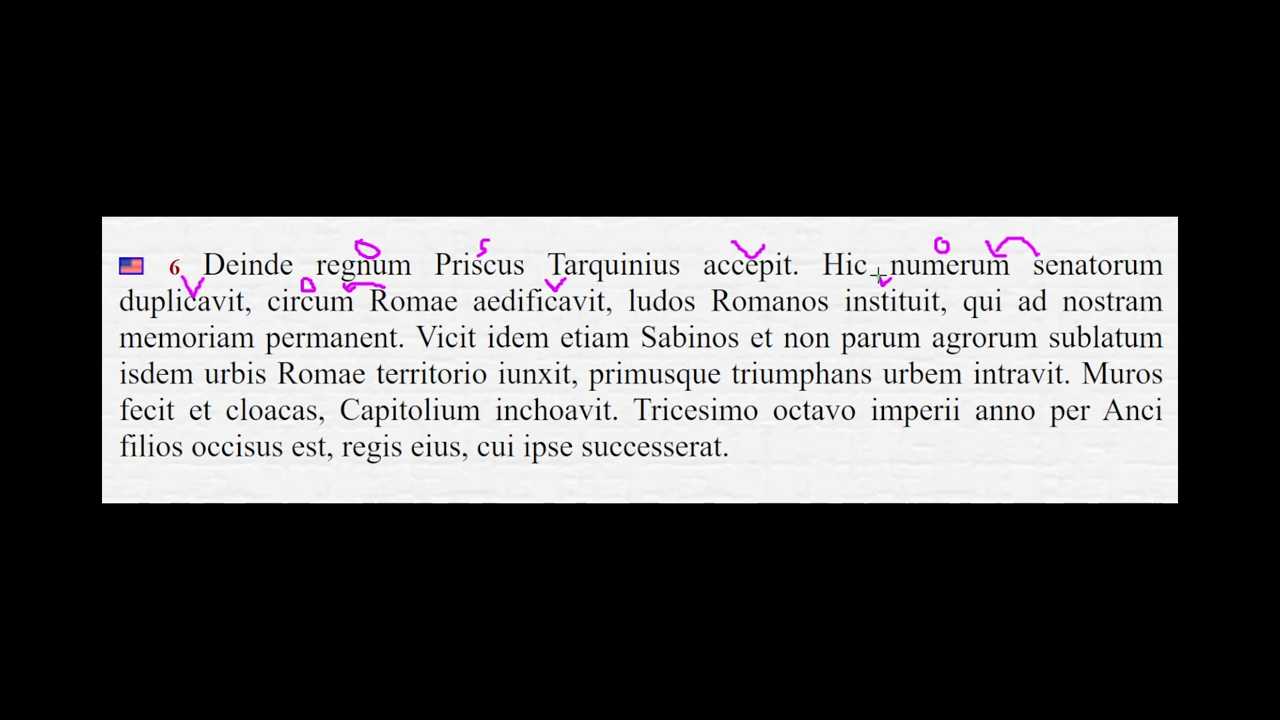 6 Deinde regnum Priscus Tarquinius accepit. Hic numerum senatorum
duplicavit, circum Romae aedificavit, ludos Romanos instituit, qui ad nostram
memoriam permanent. Vicit idem etiam Sabinos et non parum agrorum sublatum
isdem urbis Romae territorio iunxit, primusque triumphans urbem intravit. Muros
fecit et cloacas, Capitolium inchoavit. Tricesimo octavo imperii anno per Anci
filios occisus est, regis eius, cui ipse successerat.